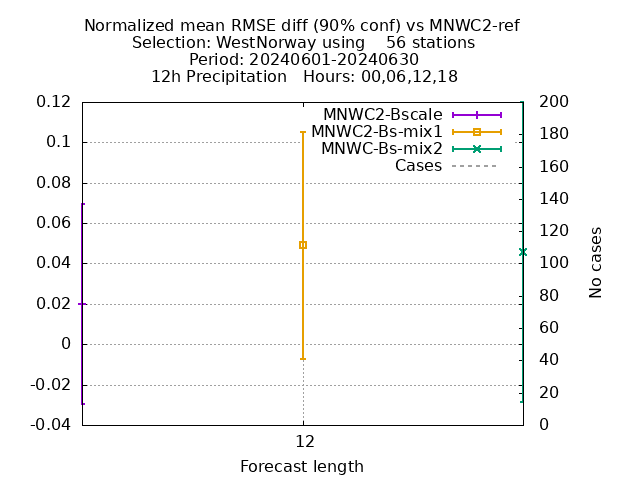 Normalized mean RMSE diff (90% conf) vs MNWC2-ref
Selection: WestNorway using    56 stations
Period: 20240601-20240630
12h Precipitation   Hours: 00,06,12,18
MNWC2-Bscale
MNWC2-Bs-mix1
MNWC-Bs-mix2
Cases
0.12
0.1
0.08
0.06
0.04
0.02
0
-0.02
-0.04
200
180
160
140
120
100
80
60
40
20
0
No cases
12
Forecast length